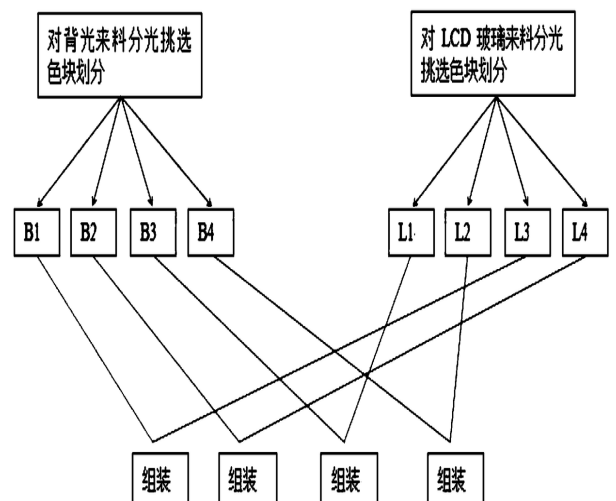 对背光来料分光挑选
色块划分
对 LCD 玻璃来料分光
挑选色块划分
B1
B2
B3
B4
L1
L2
L3
L4
组装
组装
组装
组装